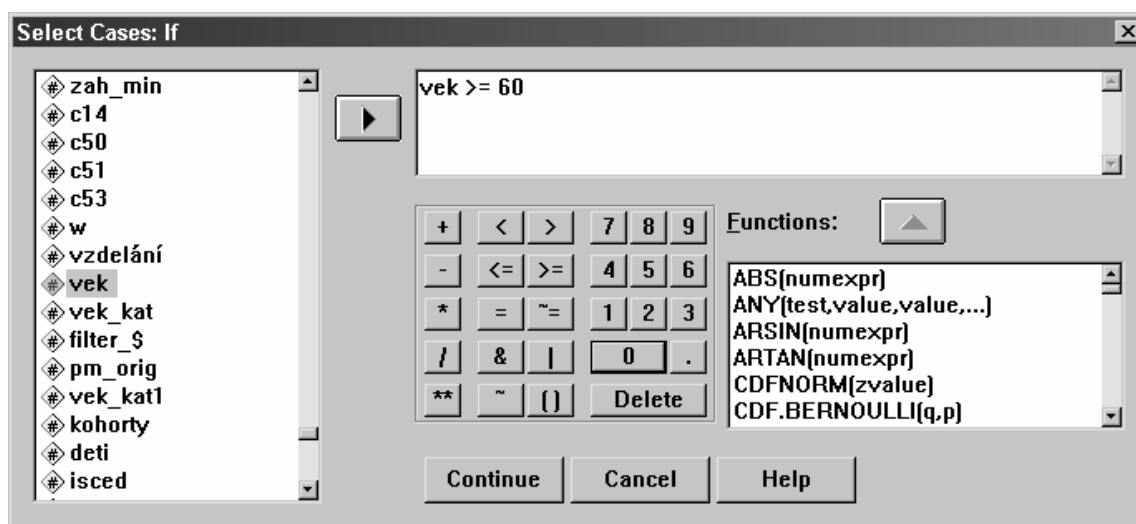 Select Cases: If
zah_min
c14
c50
c51
c53
w
vzdelání
vek
vek_kat
filter_$
pm_orig
vek_kat1
kohorty
deti
isced
vek >= 60
+ < > 7 8 9
- <= >= 4 5 6
* = ~= 1 2 3
/ & | 0 .
** ~ () Delete
Functions:
ABS(numexpr)
ANY(test,value,value,...)
ARSIN(numexpr)
ARTAN(numexpr)
CDFNORM(zvalue)
CDF.BERNOULLI(q,p)
Continue Cancel Help